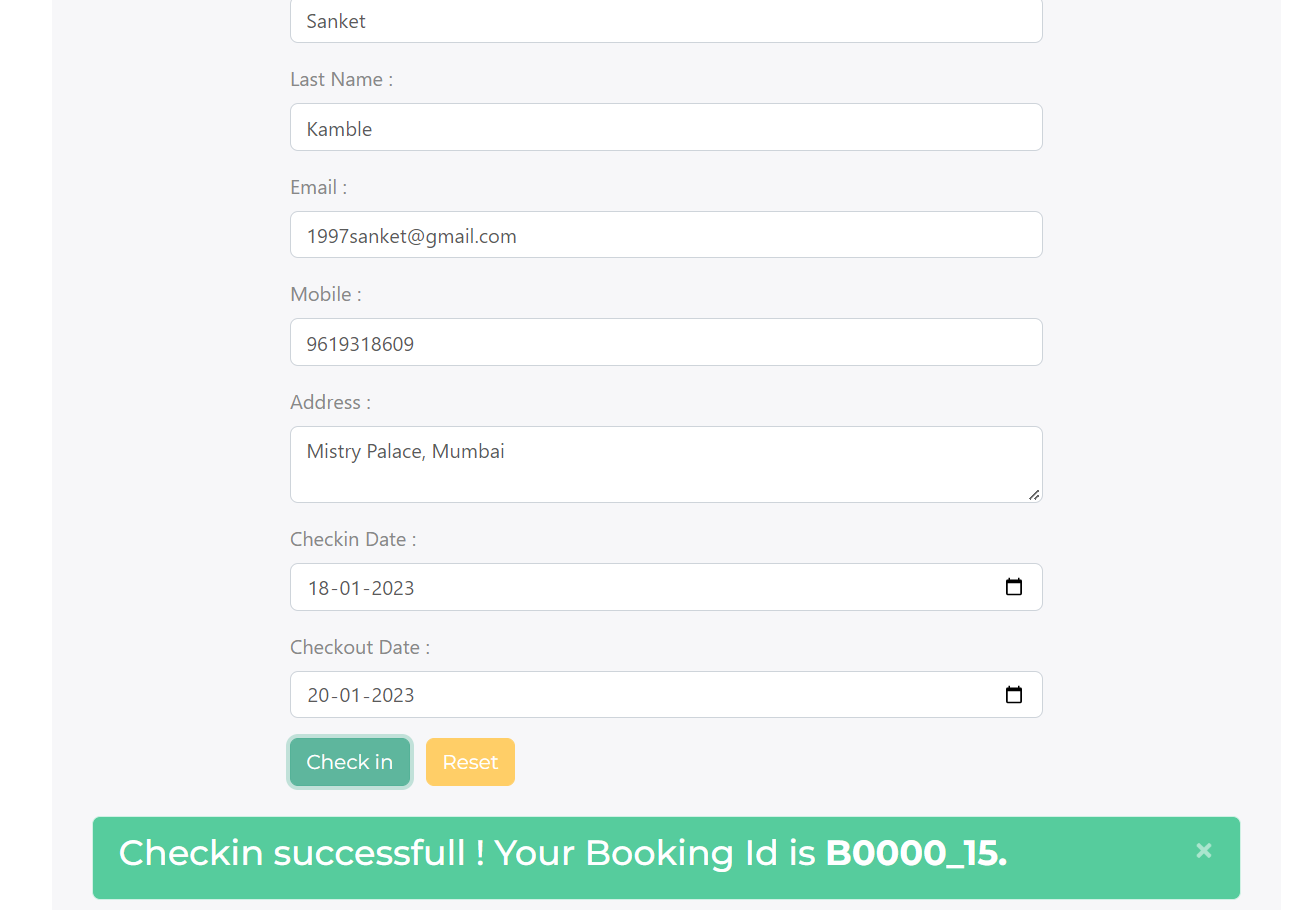 Sanket
Last Name :
Kamble
Email :
1997sanket@gmail.com
Mobile :
9619318609
Address :
Mistry Palace, Mumbai
Checkin Date :
18-01-2023
Checkout Date :
20-01-2023
Check in Reset
Checkin successfull ! Your Booking Id is B0000_15. ×